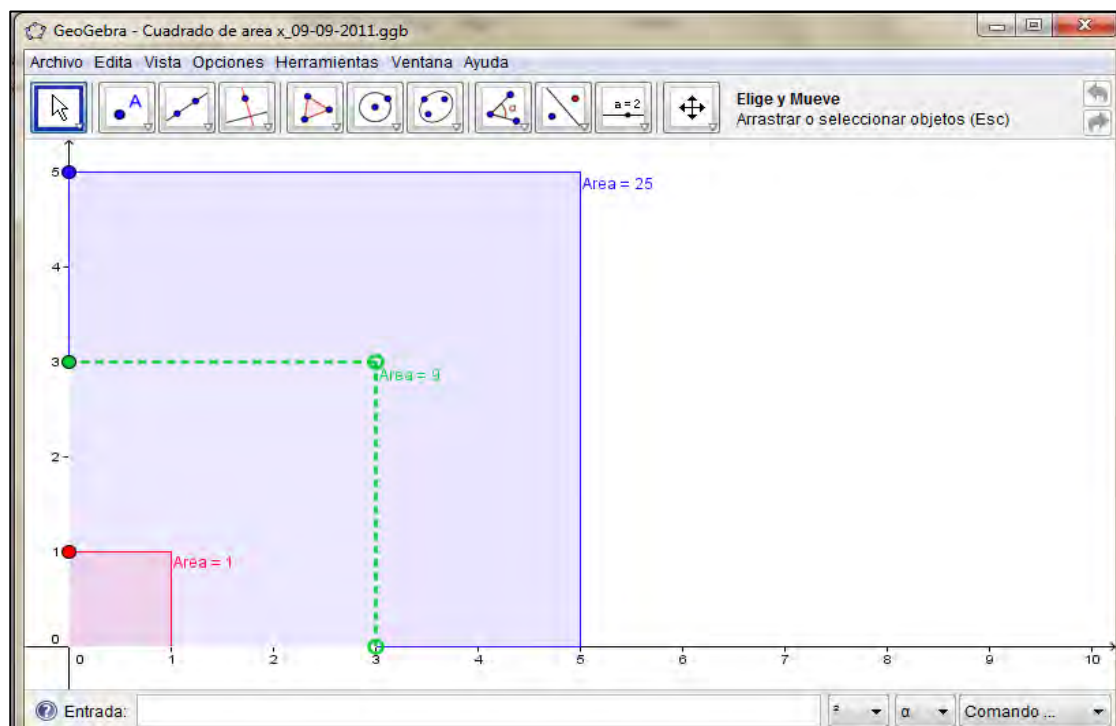 GeoGebra - Cuadrado de area x_09-09-2011.ggb
Archivo Edita Vista Opciones Herramientas Ventana Ayuda
A
α
a = 2
Elige y Mueve
Arrastrar o seleccionar objetos (Esc)
5
Area = 25
4
3
Area = 9
2
1
Area = 1
0
0 1 2 3 4 5 6 7 8 9 10
Entrada: ² α Comando ...